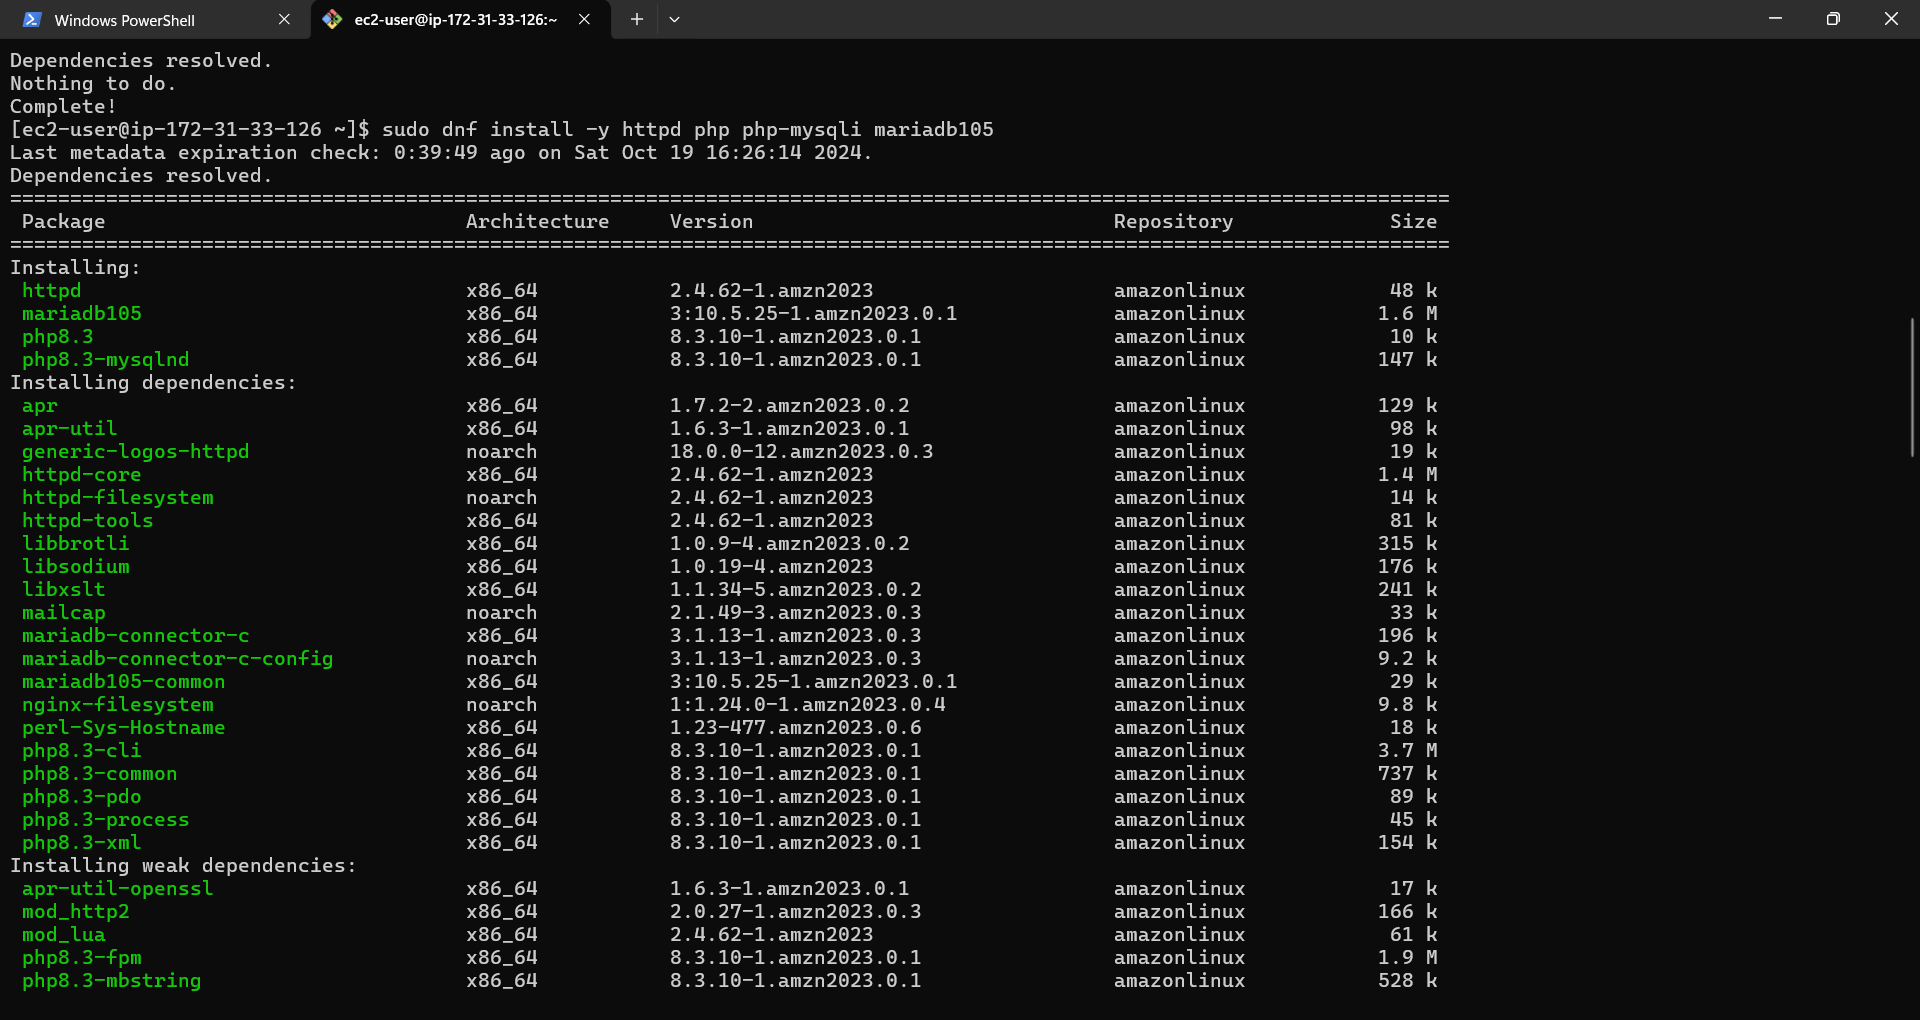 Windows PowerShell
ec2-user@ip-172-31-33-126:~
Dependencies resolved.
Nothing to do.
Complete!
[ec2-user@ip-172-31-33-126 ~]$ sudo dnf install -y httpd php php-mysqli mariadb105
Last metadata expiration check: 0:39:49 ago on Sat Oct 19 16:26:14 2024.
Dependencies resolved.
========================================================================================================================
Package Architecture Version Repository Size
========================================================================================================================
Installing:
httpd x86_64 2.4.62-1.amzn2023 amazonlinux 48 k
mariadb105 x86_64 3:10.5.25-1.amzn2023.0.1 amazonlinux 1.6 M
php8.3 x86_64 8.3.10-1.amzn2023.0.1 amazonlinux 10 k
php8.3-mysqlnd x86_64 8.3.10-1.amzn2023.0.1 amazonlinux 147 k
Installing dependencies:
apr x86_64 1.7.2-2.amzn2023.0.2 amazonlinux 129 k
apr-util x86_64 1.6.3-1.amzn2023.0.1 amazonlinux 98 k
generic-logos-httpd noarch 18.0.0-12.amzn2023.0.3 amazonlinux 19 k
httpd-core x86_64 2.4.62-1.amzn2023 amazonlinux 1.4 M
httpd-filesystem noarch 2.4.62-1.amzn2023 amazonlinux 14 k
httpd-tools x86_64 2.4.62-1.amzn2023 amazonlinux 81 k
libbrotli x86_64 1.0.9-4.amzn2023.0.2 amazonlinux 315 k
libsodium x86_64 1.0.19-4.amzn2023 amazonlinux 176 k
libxslt x86_64 1.1.34-5.amzn2023.0.2 amazonlinux 241 k
mailcap noarch 2.1.49-3.amzn2023.0.3 amazonlinux 33 k
mariadb-connector-c x86_64 3.1.13-1.amzn2023.0.3 amazonlinux 196 k
mariadb-connector-c-config noarch 3.1.13-1.amzn2023.0.3 amazonlinux 9.2 k
mariadb105-common x86_64 3:10.5.25-1.amzn2023.0.1 amazonlinux 29 k
nginx-filesystem noarch 1:1.24.0-1.amzn2023.0.4 amazonlinux 9.8 k
perl-Sys-Hostname x86_64 1.23-477.amzn2023.0.6 amazonlinux 18 k
php8.3-cli x86_64 8.3.10-1.amzn2023.0.1 amazonlinux 3.7 M
php8.3-common x86_64 8.3.10-1.amzn2023.0.1 amazonlinux 737 k
php8.3-pdo x86_64 8.3.10-1.amzn2023.0.1 amazonlinux 89 k
php8.3-process x86_64 8.3.10-1.amzn2023.0.1 amazonlinux 45 k
php8.3-xml x86_64 8.3.10-1.amzn2023.0.1 amazonlinux 154 k
Installing weak dependencies:
apr-util-openssl x86_64 1.6.3-1.amzn2023.0.1 amazonlinux 17 k
mod_http2 x86_64 2.0.27-1.amzn2023.0.3 amazonlinux 166 k
mod_lua x86_64 2.4.62-1.amzn2023 amazonlinux 61 k
php8.3-fpm x86_64 8.3.10-1.amzn2023.0.1 amazonlinux 1.9 M
php8.3-mbstring x86_64 8.3.10-1.amzn2023.0.1 amazonlinux 528 k